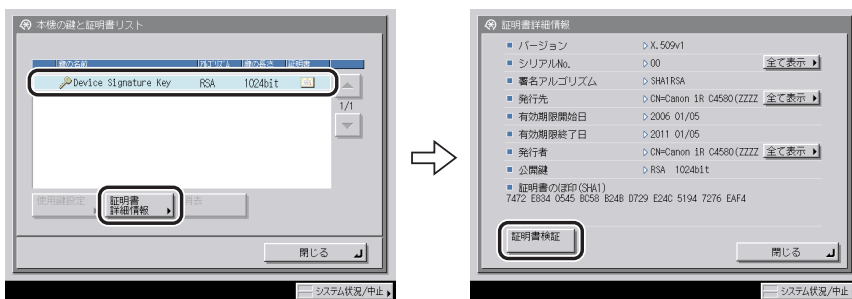 本機の鍵と証明書リスト
鍵の名前 アルゴリズム 鍵の長さ 証明書
Device Signature Key RSA 1024bit
1/1
使用鍵設定
証明書
詳細情報
消去
閉じる
システム状況/中止
証明書詳細情報
バージョン X.509v1
シリアルNo. 00 全て表示
署名アルゴリズム SHA1RSA
発行先 CN=Canon iR C4580(ZZZZ 全て表示
有効期限開始日 2006 01/05
有効期限終了日 2011 01/05
発行者 CN=Canon iR C4580(ZZZZ 全て表示
公開鍵 RSA 1024bit
証明書のぼ印(SHA1)
7472 E834 0545 BC58 B24B D729 E24C 5194 7276 EAF4
証明書検証
閉じる
システム状況/中止